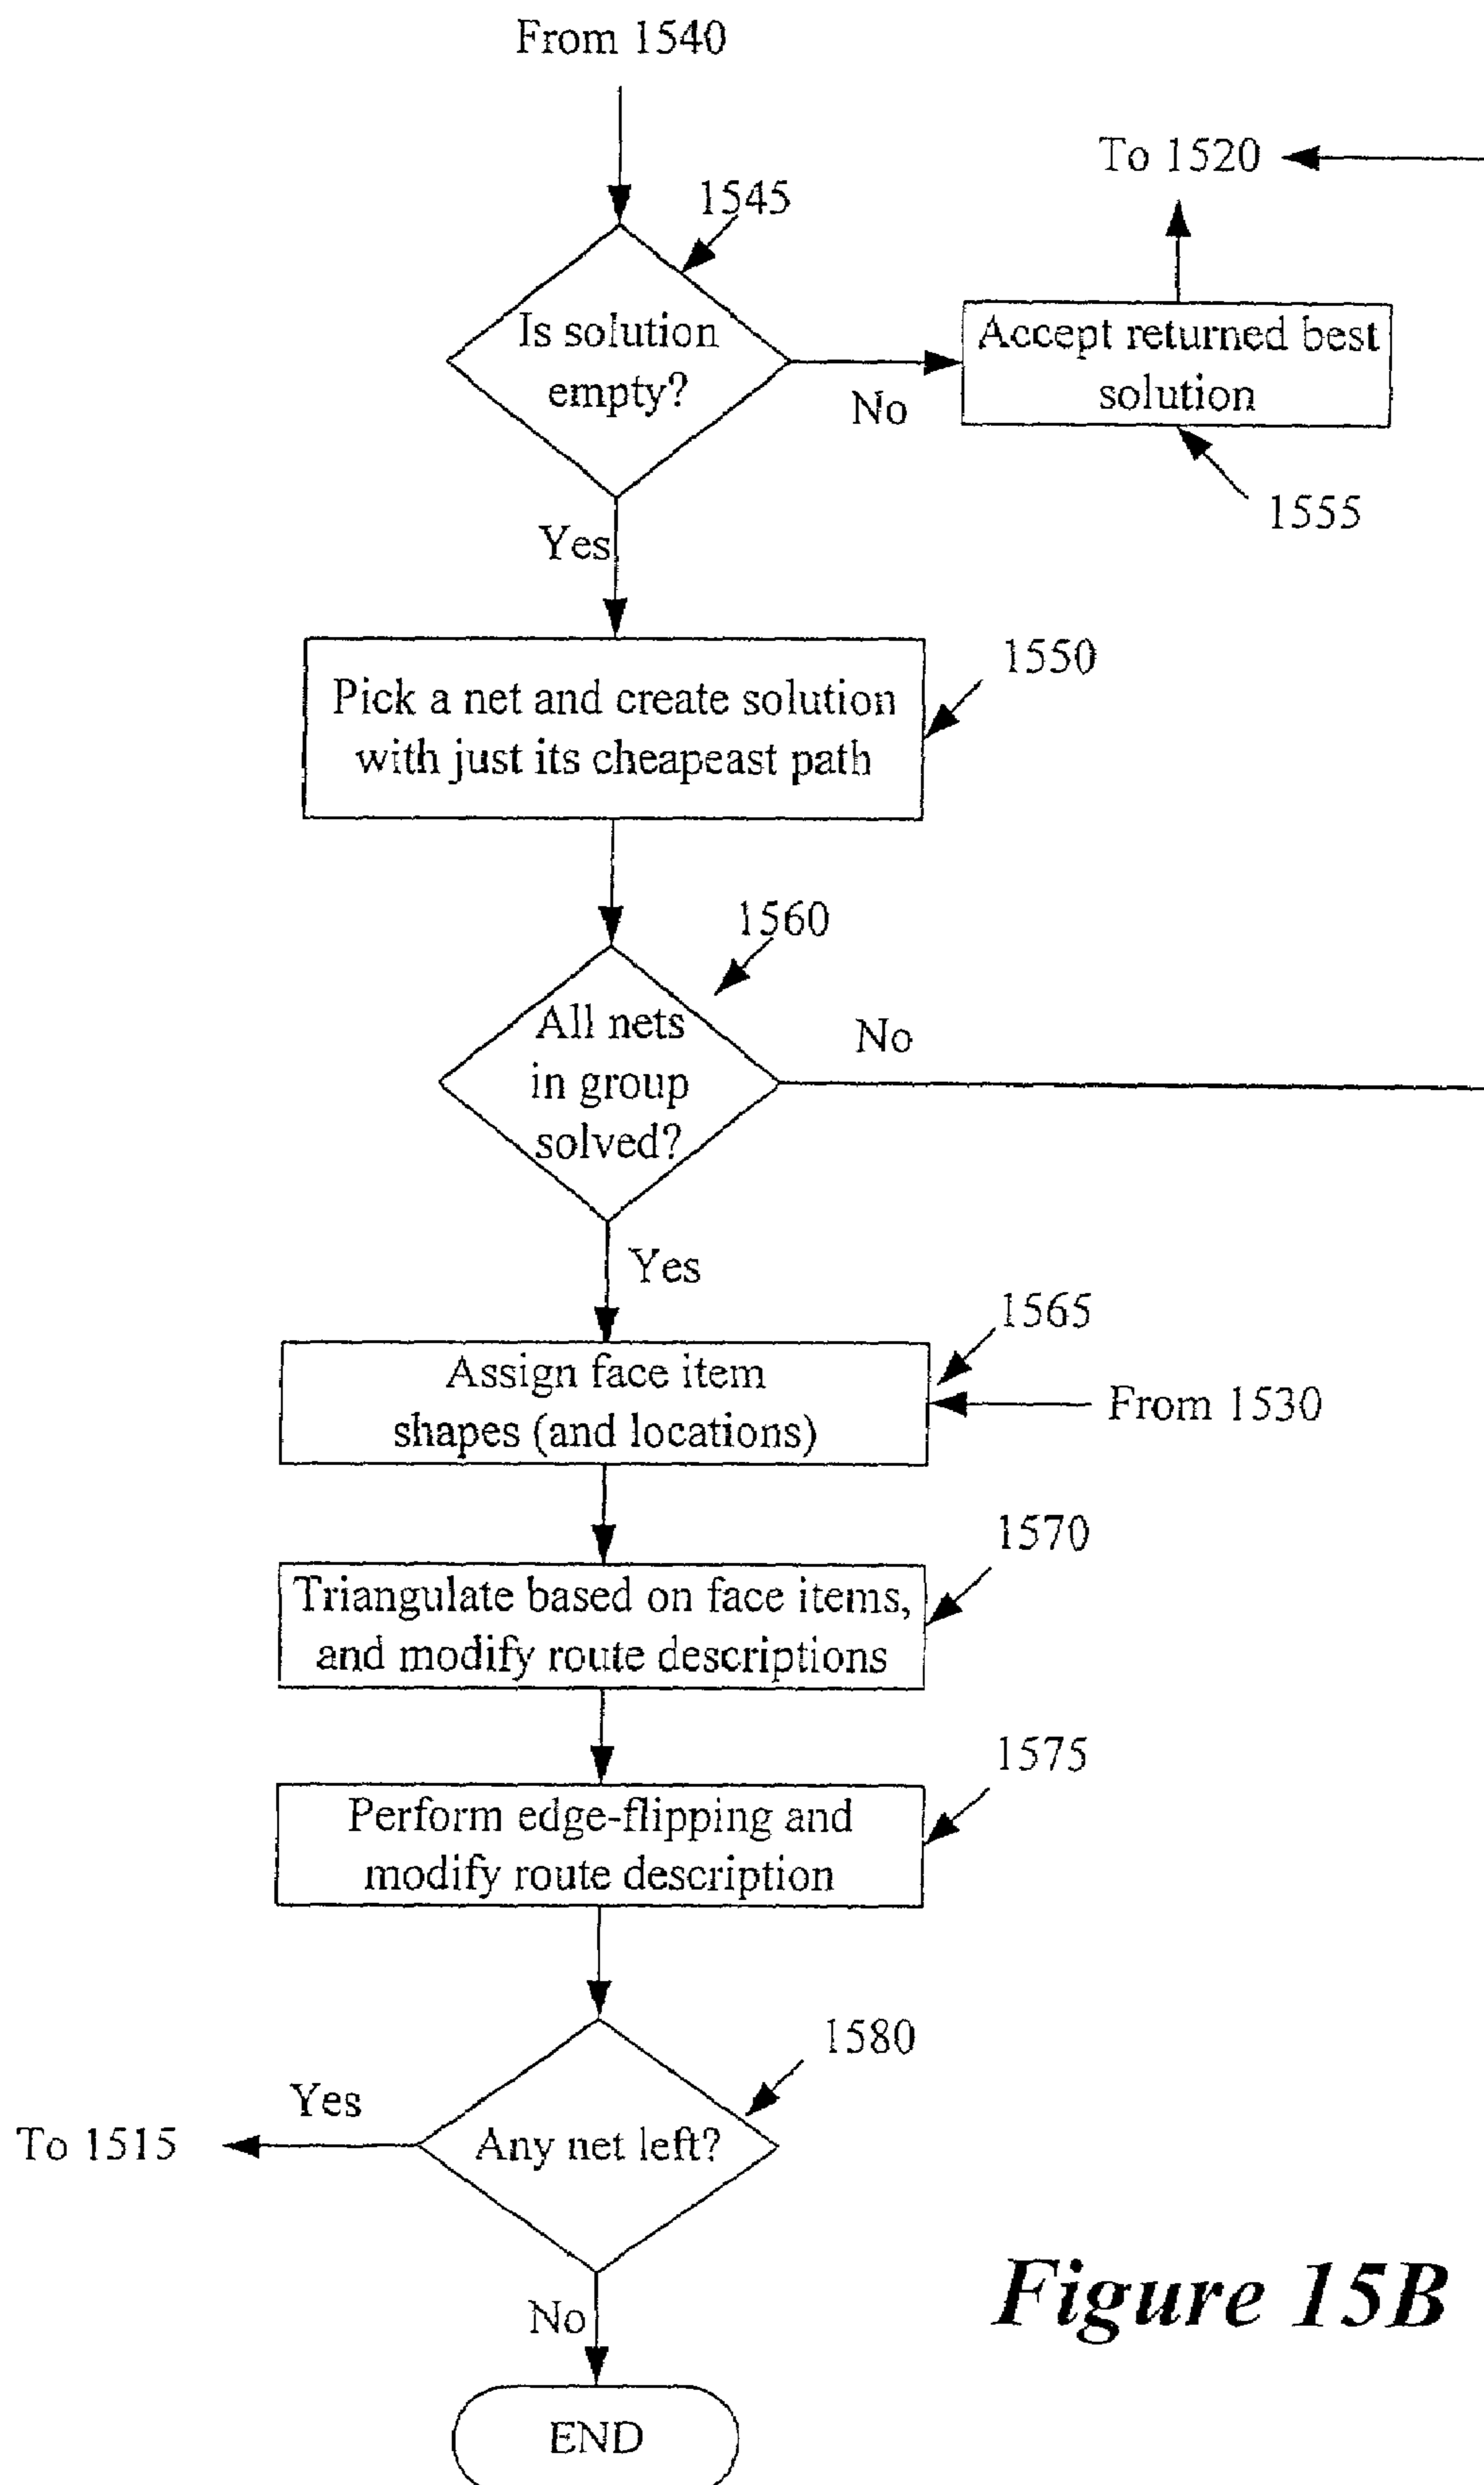 From 1540
To 1520
1545
Is solution
empty?
No
Accept returned best
solution
1555
Yes
1550
Pick a net and create solution
with just its cheapeast path
1560
All nets
in group
solved?
No
Yes
1565
Assign face item
shapes (and locations)
From 1530
1570
Triangulate based on face items,
and modify route descriptions
1575
Perform edge-flipping and
modify route description
1580
Yes
To 1515
Any net left?
No
END
Figure 15B